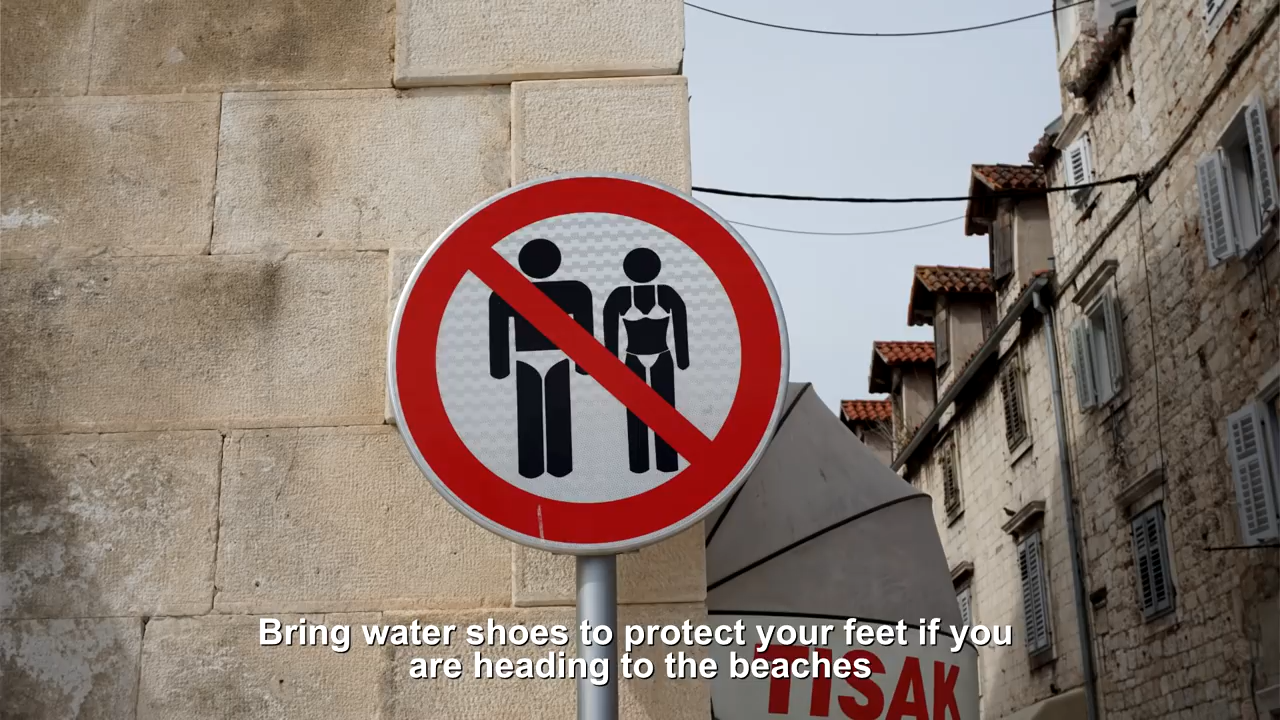 Bring water shoes to protect your feet if you
are heading to the beaches
TISAK